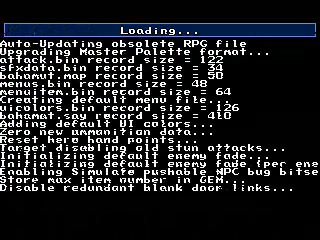 Loading...
Auto-Updating obsolete RPG file
Upgrading Master Palette format...
attack.bin record size = 122
sfxdata.bin record size = 34
bahamut.map record size = 50
menus.bin record size = 48
menuitem.bin record size = 64
Creating default menu file...
uicolors.bin record size = 126
bahamut.say record size = 410
Adding default UI colors...
Zero new ammunition data...
Reset hero hand points...
Target disabling old stun attacks...
Initializing default enemy fade...
Initializing default enemy fade (per ene
Enabling Simulate pushable NPC bug bitse
Store max item number in GEN...
Disable redundant blank door links...